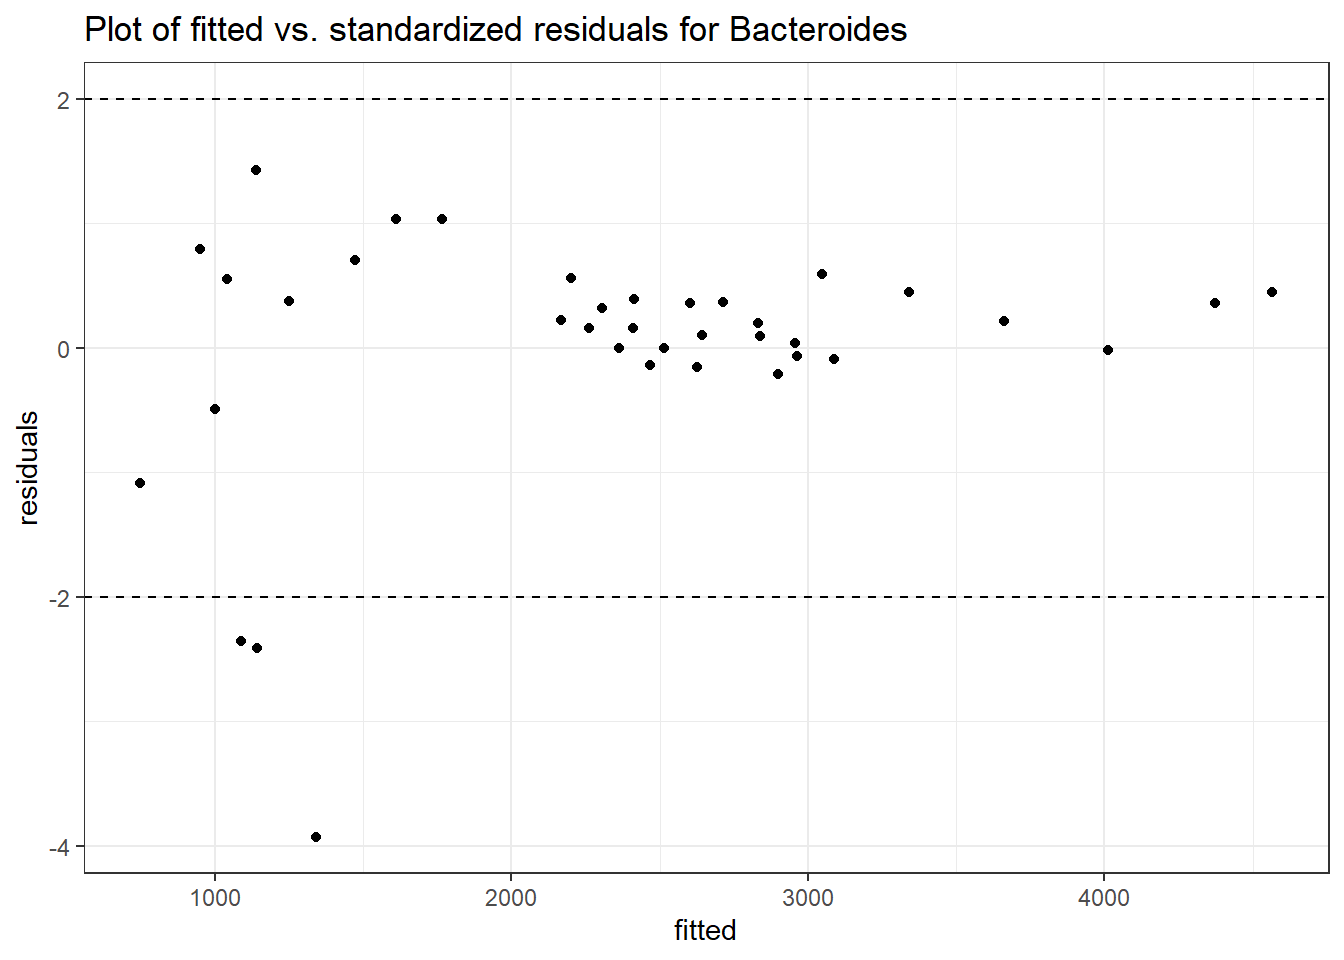 Plot of fitted vs. standardized residuals for Bacteroides
2
0
-2
-4
residuals
1000 2000 3000 4000
fitted